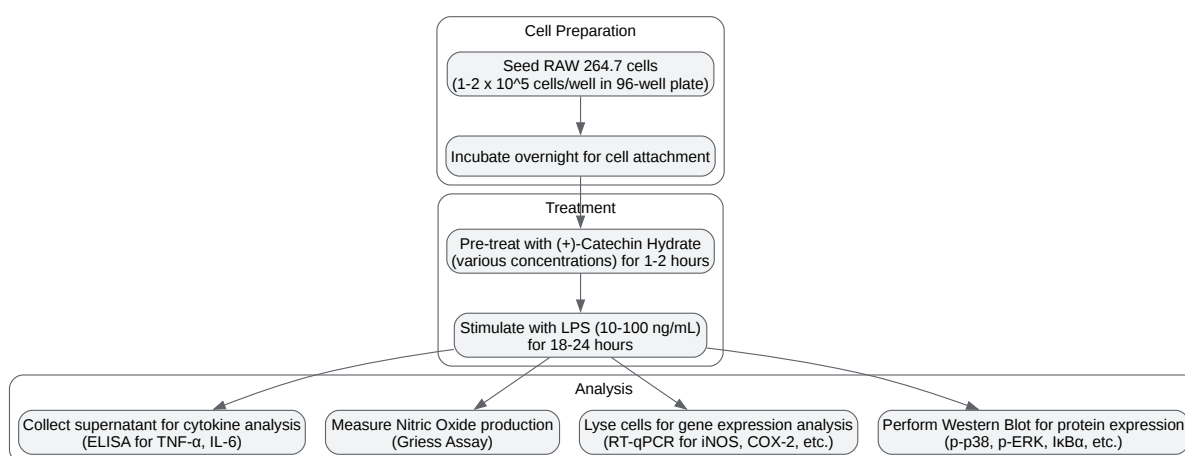 Cell Preparation
Seed RAW 264.7 cells
(1-2 x 10^5 cells/well in 96-well plate)
Incubate overnight for cell attachment
Treatment
Pre-treat with (+)-Catechin Hydrate
(various concentrations) for 1-2 hours
Stimulate with LPS (10-100 ng/mL)
for 18-24 hours
Analysis
Collect supernatant for cytokine analysis
(ELISA for TNF-α, IL-6)
Measure Nitric Oxide production
(Griess Assay)
Lyse cells for gene expression analysis
(RT-qPCR for iNOS, COX-2, etc.)
Perform Western Blot for protein expression
(p-p38, p-ERK, IκBα, etc.)